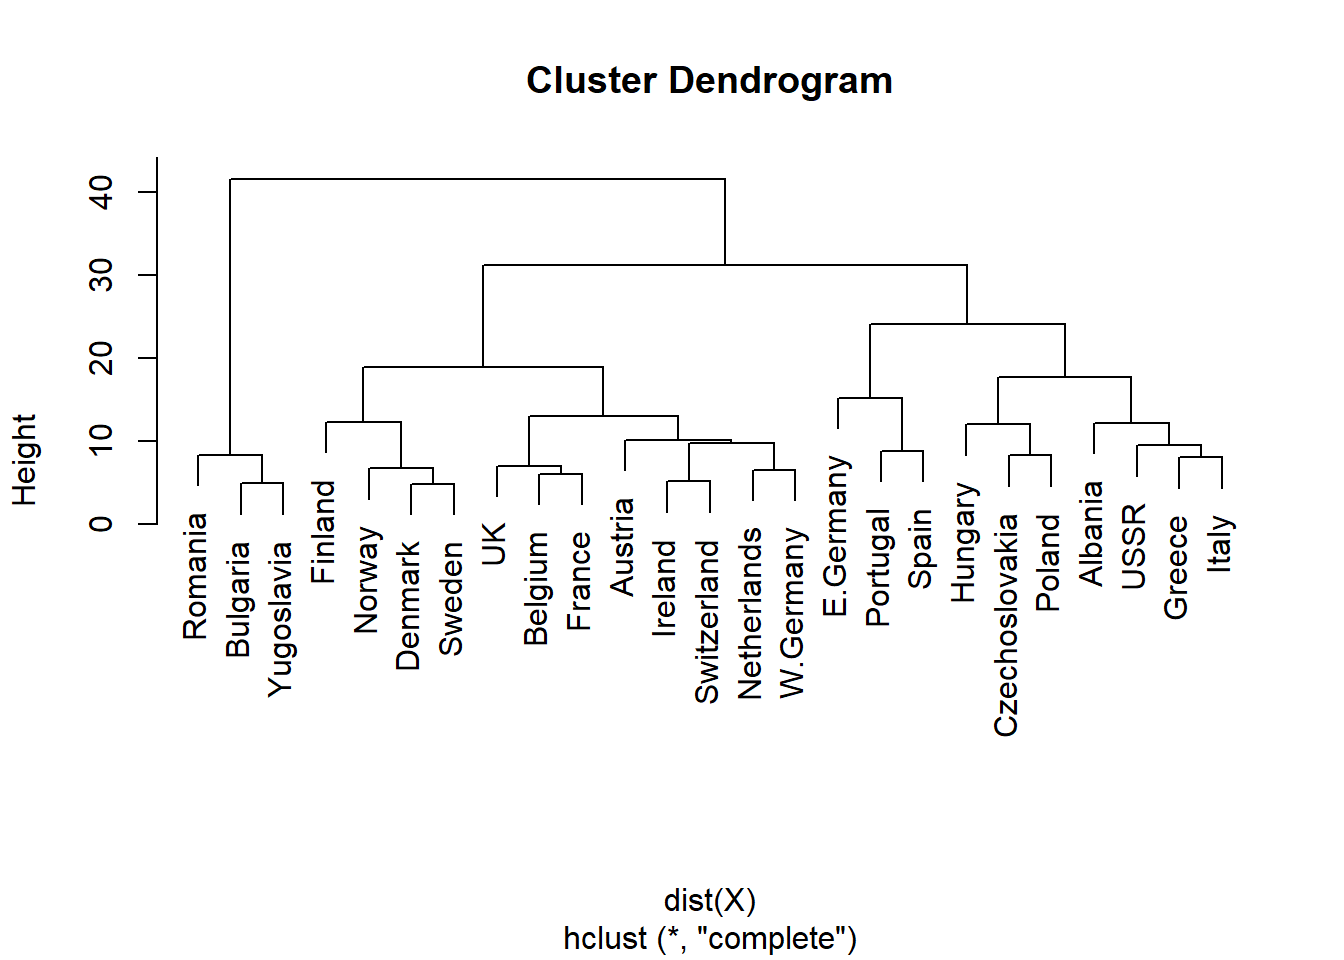 Cluster Dendrogram
Height
0
10
20
30
40
Romania
Bulgaria
Yugoslavia
Finland
Norway
Denmark
Sweden
UK
Belgium
France
Austria
Ireland
Switzerland
Netherlands
W.Germany
E.Germany
Portugal
Spain
Hungary
Czechoslovakia
Poland
Albania
USSR
Greece
Italy
dist(X)
hclust (*, "complete")